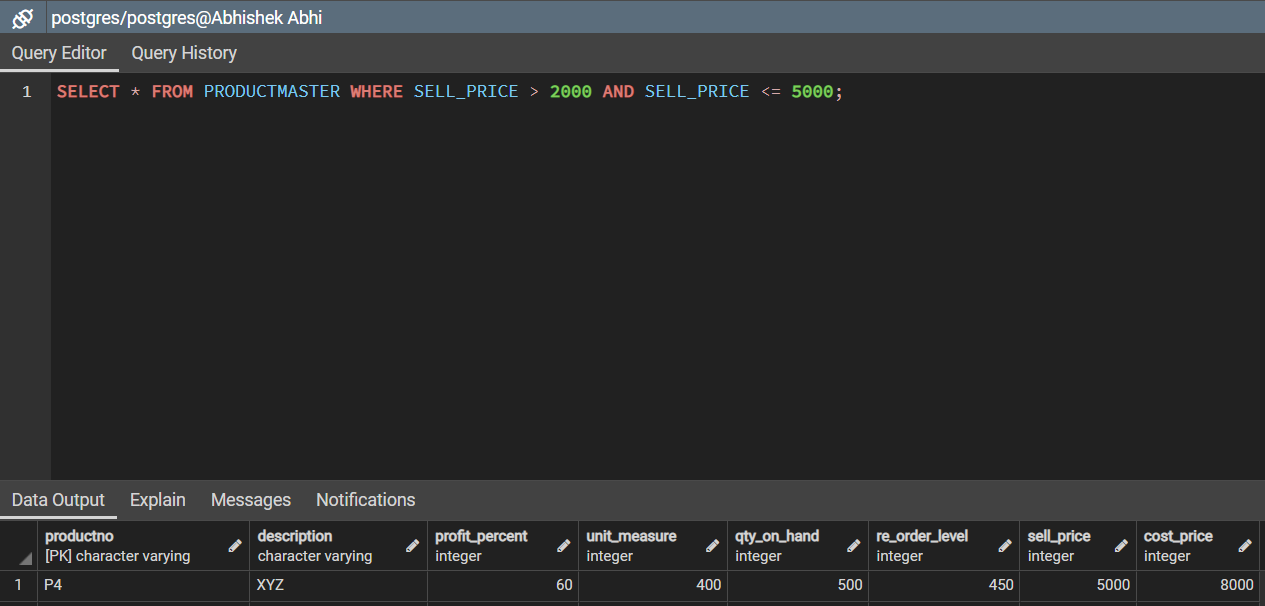 postgres/postgres@Abhishek Abhi
Query Editor Query History
1 SELECT * FROM PRODUCTMASTER WHERE SELL_PRICE > 2000 AND SELL_PRICE <= 5000;
Data Output Explain Messages Notifications
productno description profit_percent unit_measure qty_on_hand re_order_level sell_price cost_price
[PK] character varying character varying integer integer integer integer integer integer
1 P4 XYZ 60 400 500 450 5000 8000